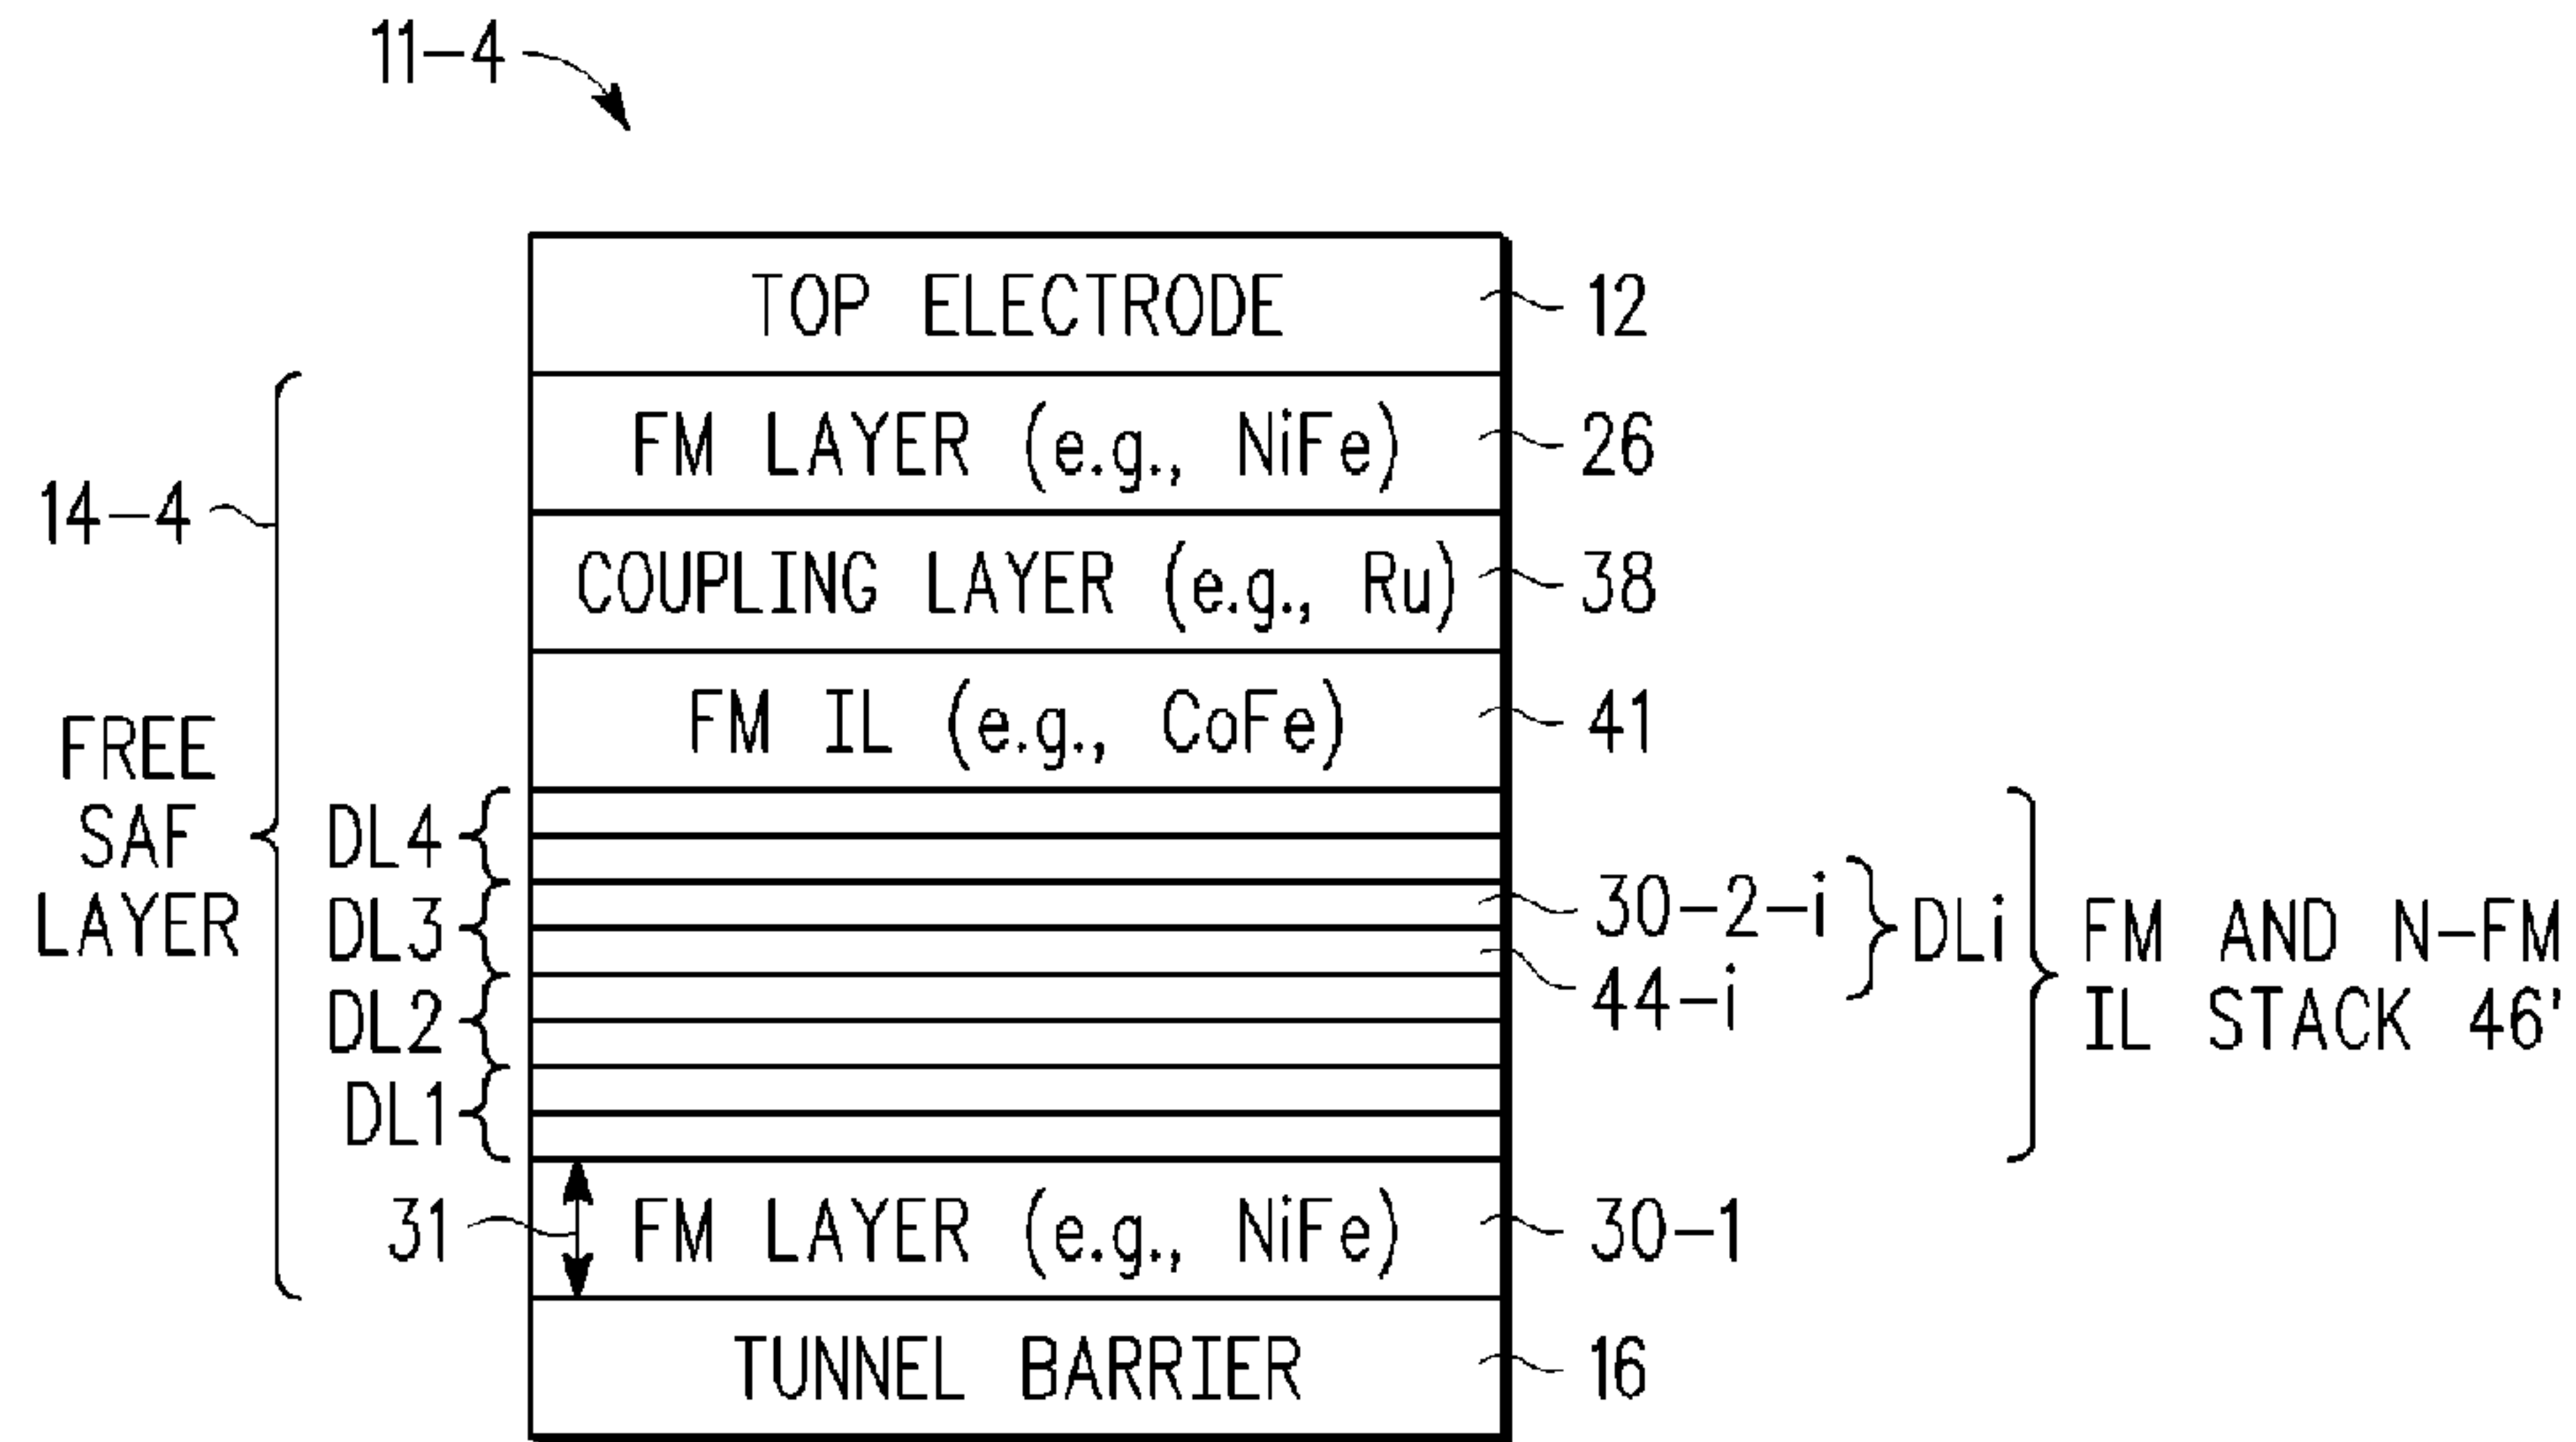 11-4
TOP ELECTRODE
12
FM LAYER (e.g., NiFe)
26
14-4
COUPLING LAYER (e.g., Ru)
38
FM IL (e.g., CoFe)
41
FREE
SAF
LAYER
DL4
DL3
DL2
DL1
30-2-i
44-i
DLi
FM AND N-FM
IL STACK 46'
31
FM LAYER (e.g., NiFe)
30-1
TUNNEL BARRIER
16